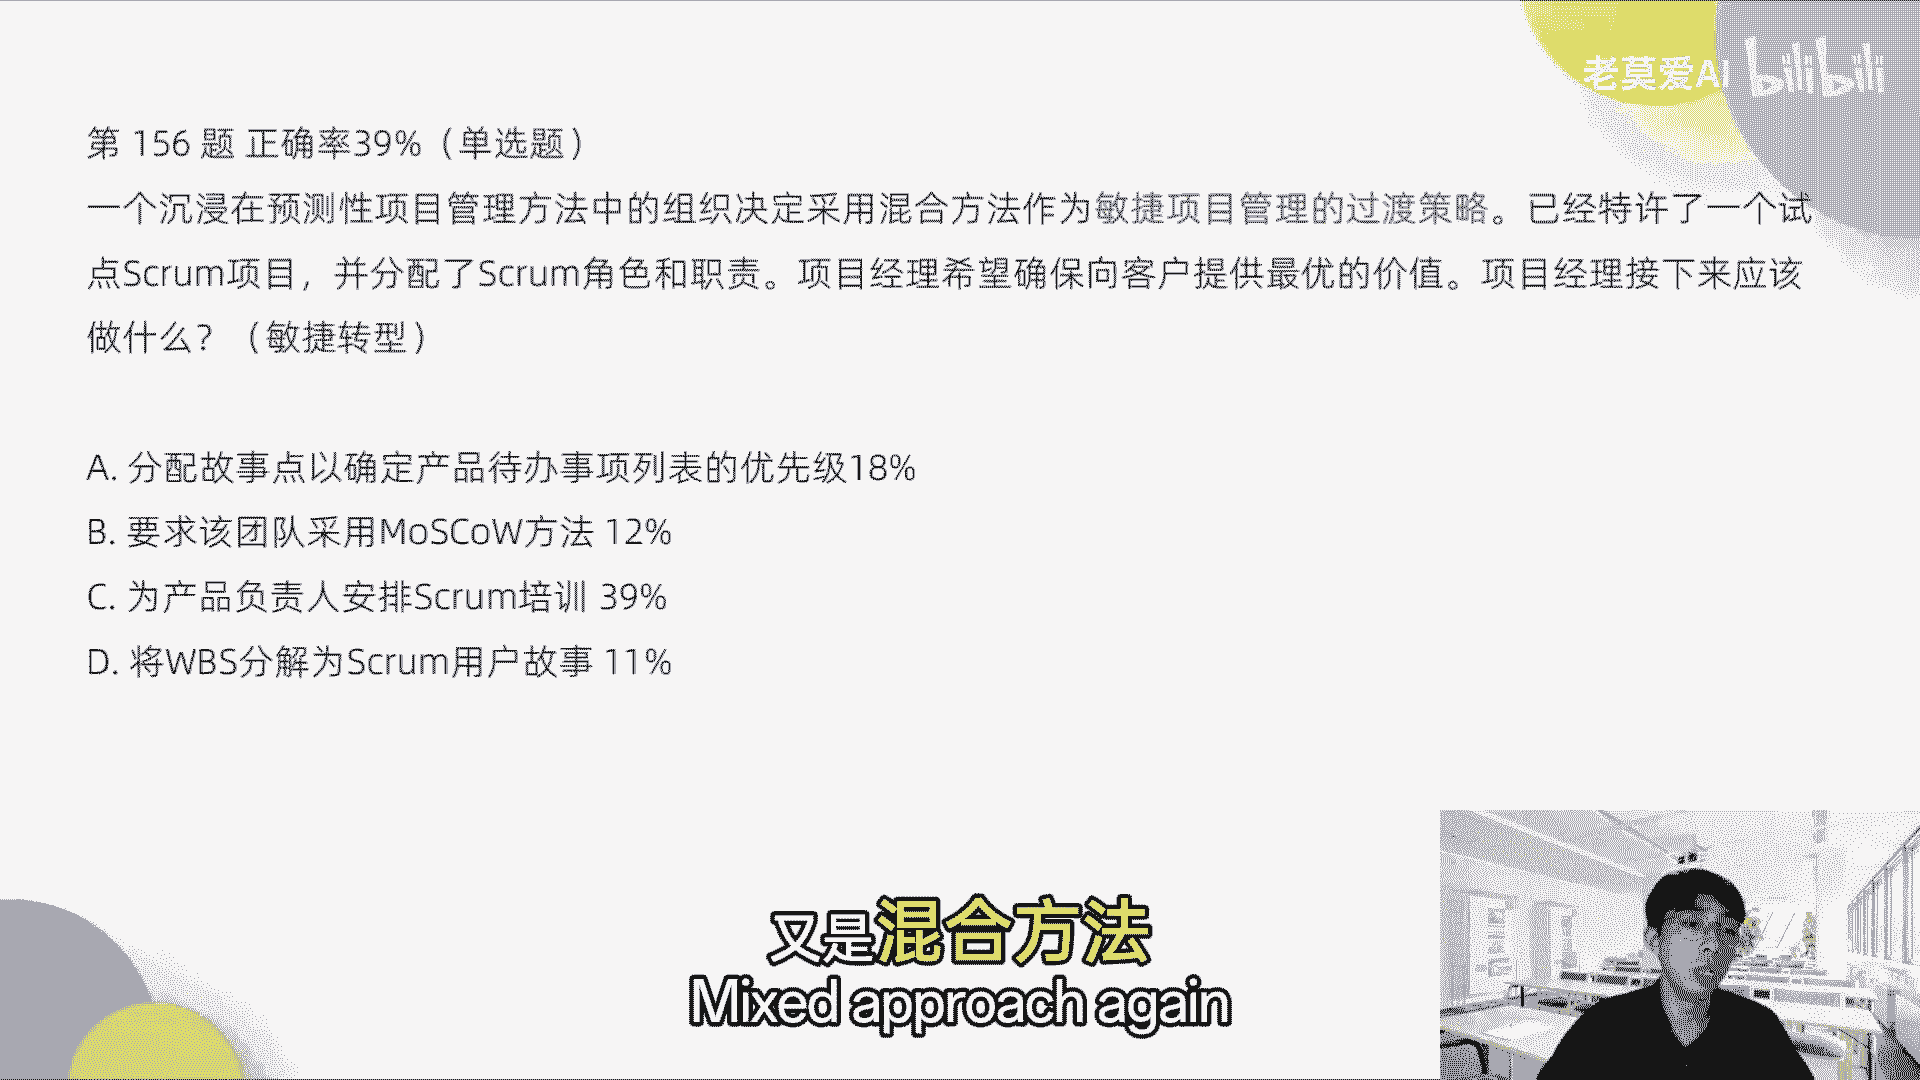 老莫爱AI bilibili
第 156 题 正确率39%（单选题）
一个沉浸在预测性项目管理方法中的组织决定采用混合方法作为敏捷项目管理的过渡策略。已经特许了一个试
点Scrum项目，并分配了Scrum角色和职责。项目经理希望确保向客户提供最优的价值。项目经理接下来应该
做什么？（敏捷转型）
A. 分配故事点以确定产品待办事项列表的优先级18%
B. 要求该团队采用MoSCoW方法 12%
C. 为产品负责人安排Scrum培训 39%
D. 将WBS分解为Scrum用户故事 11%
又是混合方法
Mixed approach again